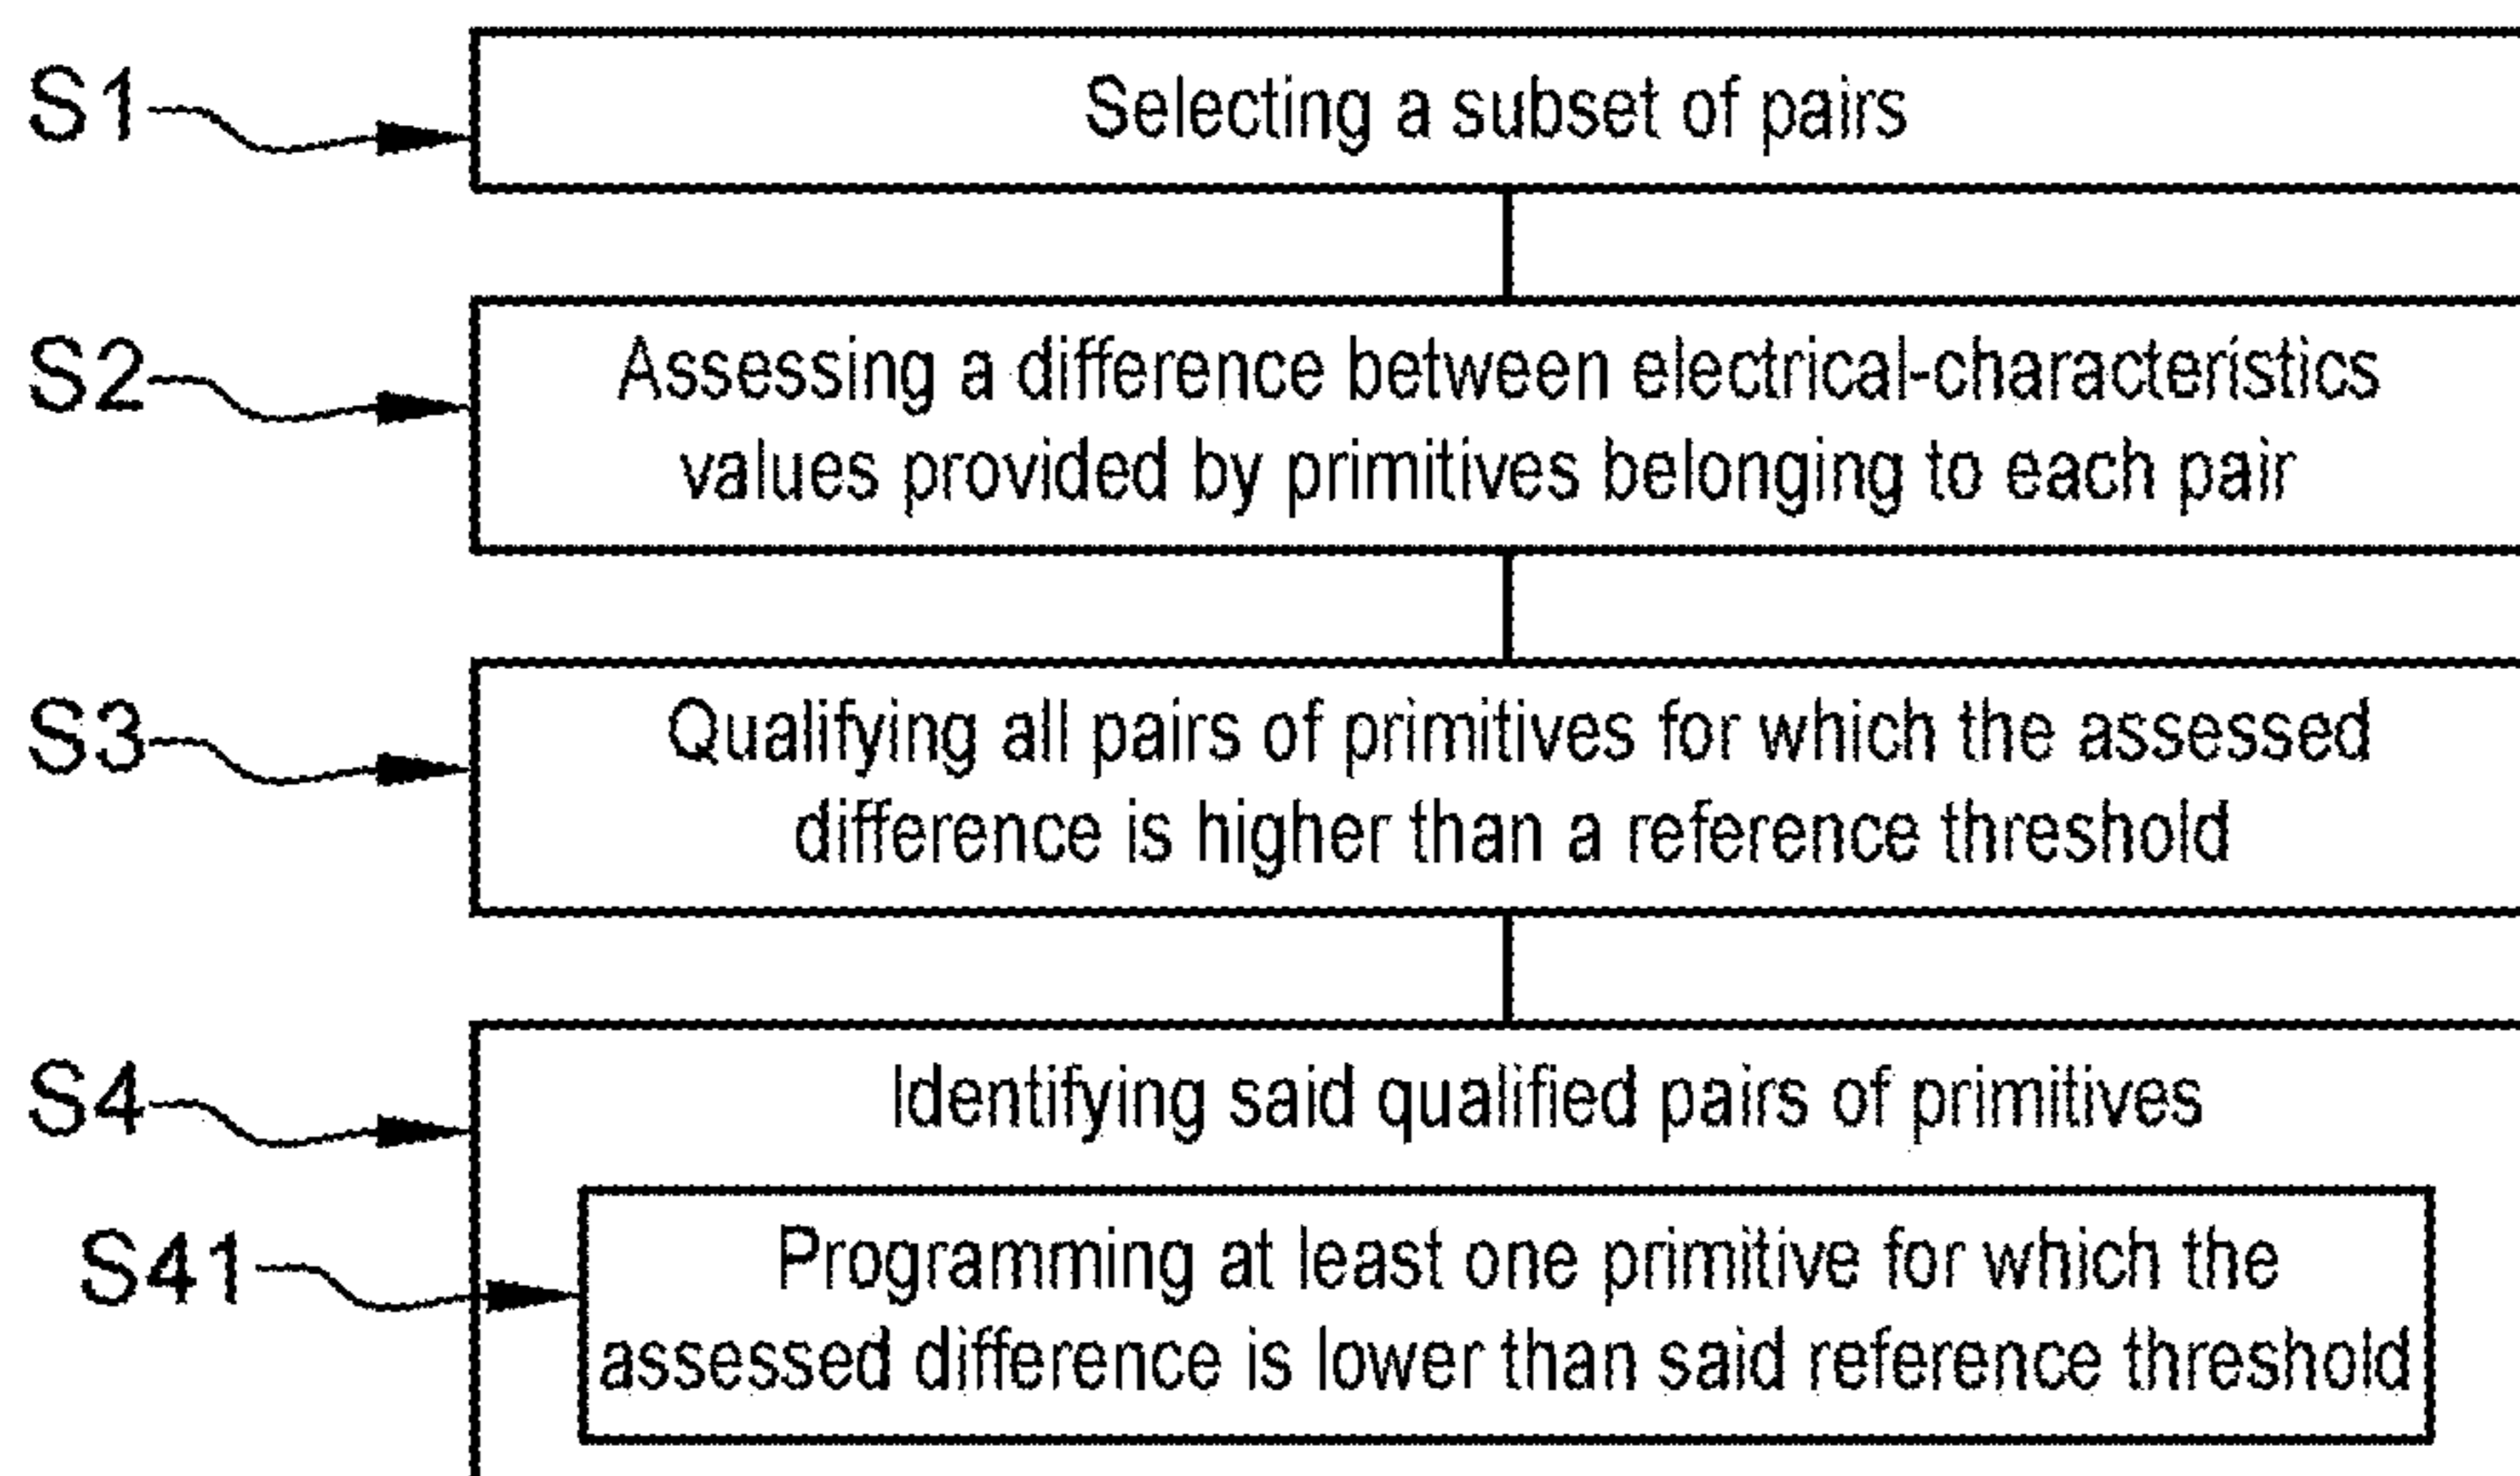 S1
Selecting a subset of pairs
S2
Assessing a difference between electrical-characteristics
values provided by primitives belonging to each pair
S3
Qualifying all pairs of primitives for which the assessed
difference is higher than a reference threshold
S4
Identifying said qualified pairs of primitives
S41
Programming at least one primitive for which the
assessed difference is lower than said reference threshold